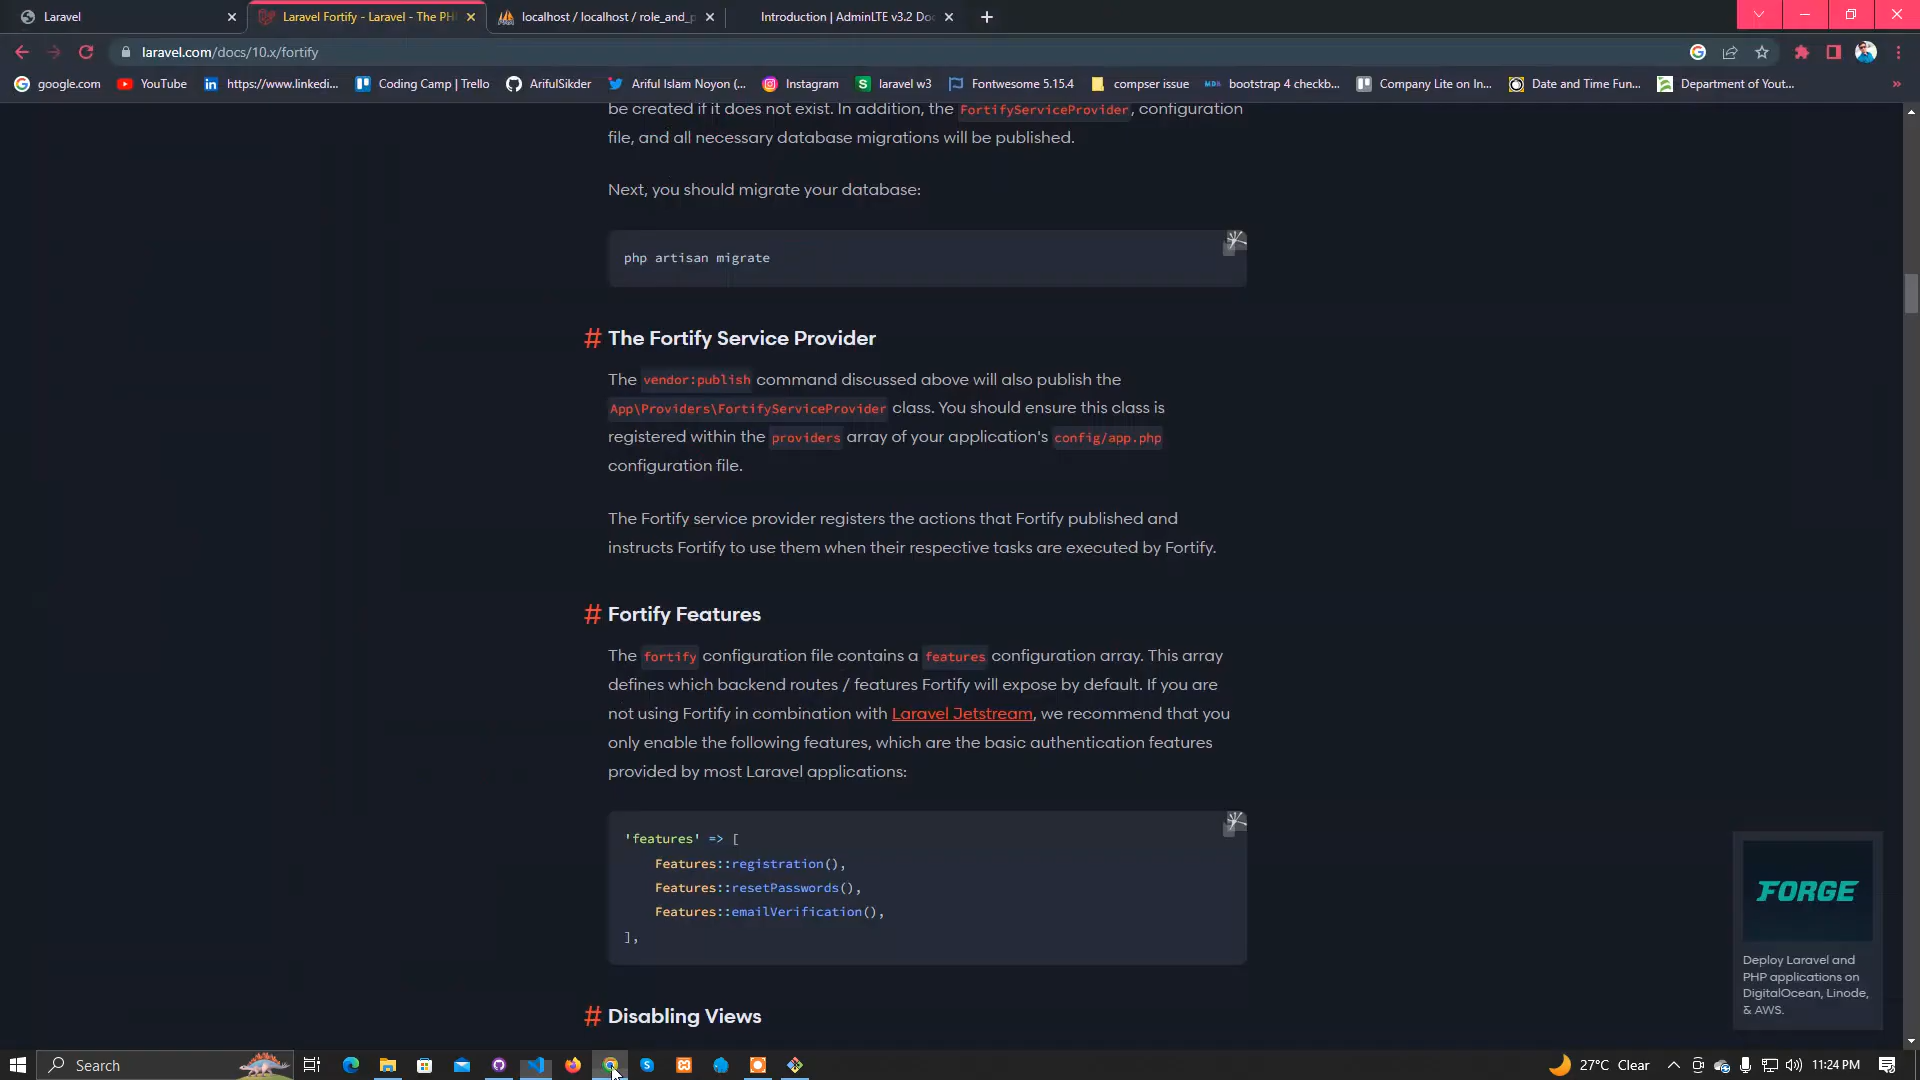 Laravel
Laravel Fortify - Laravel - The PH
localhost / localhost / role_and_p
Introduction | AdminLTE v3.2 Doc
laravel.com/docs/10.x/fortify
google.com
YouTube
https://www.linkedi...
Coding Camp | Trello
ArifulSikder
Ariful Islam Noyon (...
Instagram
laravel w3
Fontwesome 5.15.4
compser issue
bootstrap 4 checkb...
Company Lite on In...
Date and Time Fun...
Department of Yout...
be created if it does not exist. In addition, the FortifyServiceProvider, configuration
file, and all necessary database migrations will be published.
Next, you should migrate your database:
php artisan migrate
# The Fortify Service Provider
The vendor:publish command discussed above will also publish the
App\Providers\FortifyServiceProvider class. You should ensure this class is
registered within the providers array of your application's config/app.php
configuration file.
The Fortify service provider registers the actions that Fortify published and
instructs Fortify to use them when their respective tasks are executed by Fortify.
# Fortify Features
The fortify configuration file contains a features configuration array. This array
defines which backend routes / features Fortify will expose by default. If you are
not using Fortify in combination with Laravel Jetstream, we recommend that you
only enable the following features, which are the basic authentication features
provided by most Laravel applications:
'features' => [
Features::registration(),
Features::resetPasswords(),
Features::emailVerification(),
],
# Disabling Views
FORGE
Deploy Laravel and
PHP applications on
DigitalOcean, Linode,
& AWS.
Search
27°C Clear
11:24 PM